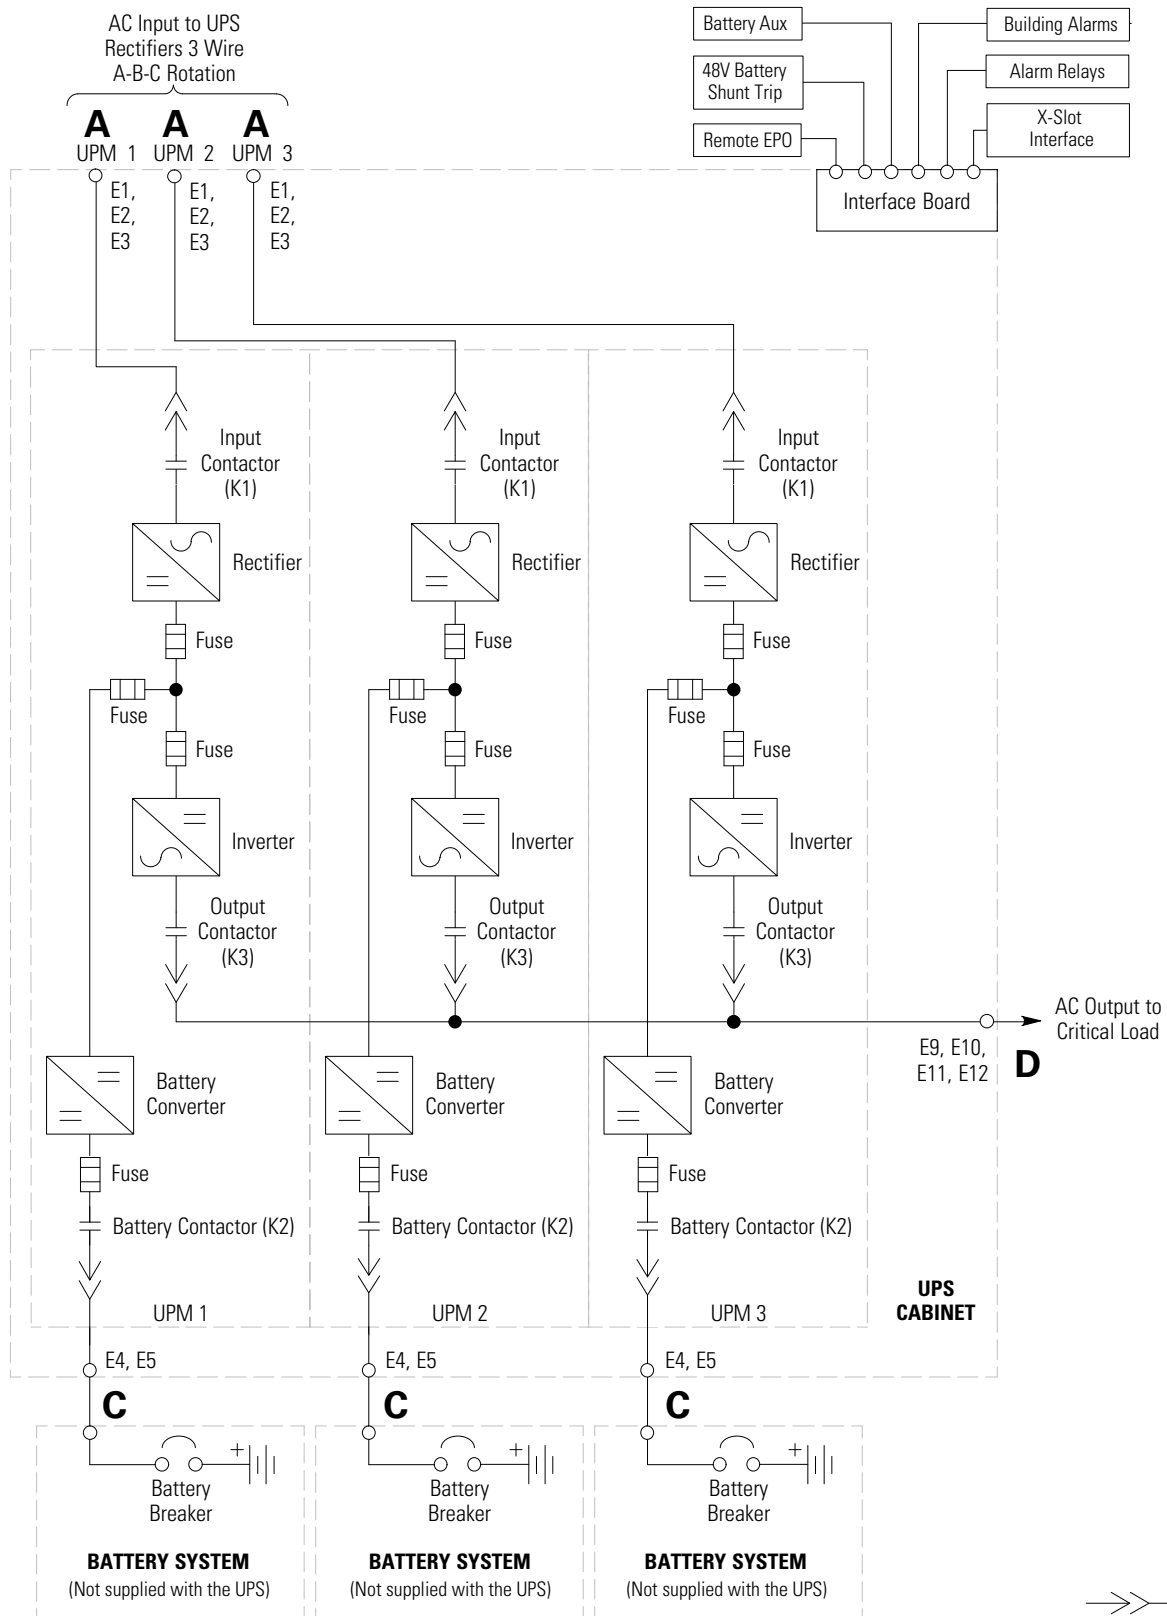 AC Input to UPS
Rectifiers 3 Wire
A-B-C Rotation
A
A
A
UPM 1
UPM 2
UPM 3
E1,
E2,
E3
E1,
E2,
E3
E1,
E2,
E3
Battery Aux
48V Battery
Shunt Trip
Remote EPO
Building Alarms
Alarm Relays
X-Slot
Interface
Interface Board
Input
Contactor
(K1)
Input
Contactor
(K1)
Input
Contactor
(K1)
Rectifier
Rectifier
Rectifier
Fuse
Fuse
Fuse
Fuse
Fuse
Fuse
Fuse
Fuse
Fuse
Inverter
Inverter
Inverter
Output
Contactor
(K3)
Output
Contactor
(K3)
Output
Contactor
(K3)
AC Output to
Critical Load
E9, E10,
E11, E12
D
Battery
Converter
Battery
Converter
Battery
Converter
Fuse
Fuse
Fuse
Battery Contactor (K2)
Battery Contactor (K2)
Battery Contactor (K2)
UPM 1
UPM 2
UPM 3
UPS
CABINET
E4, E5
E4, E5
E4, E5
C
C
C
+
+
+
Battery
Breaker
Battery
Breaker
Battery
Breaker
BATTERY SYSTEM
(Not supplied with the UPS)
BATTERY SYSTEM
(Not supplied with the UPS)
BATTERY SYSTEM
(Not supplied with the UPS)